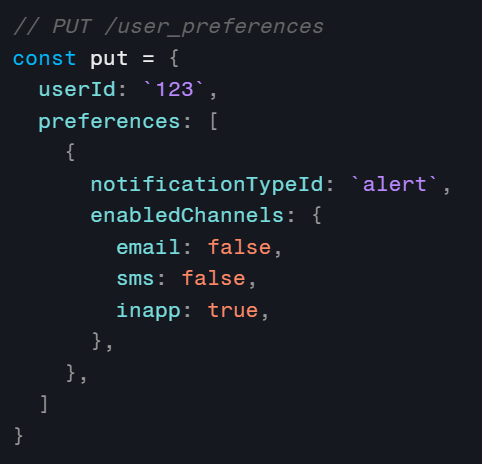 // PUT /user_preferences
const put = {
  userId: `123`,
  preferences: [
    {
      notificationTypeId: `alert`,
      enabledChannels: {
        email: false,
        sms: false,
        inapp: true,
      },
    },
  ]
}